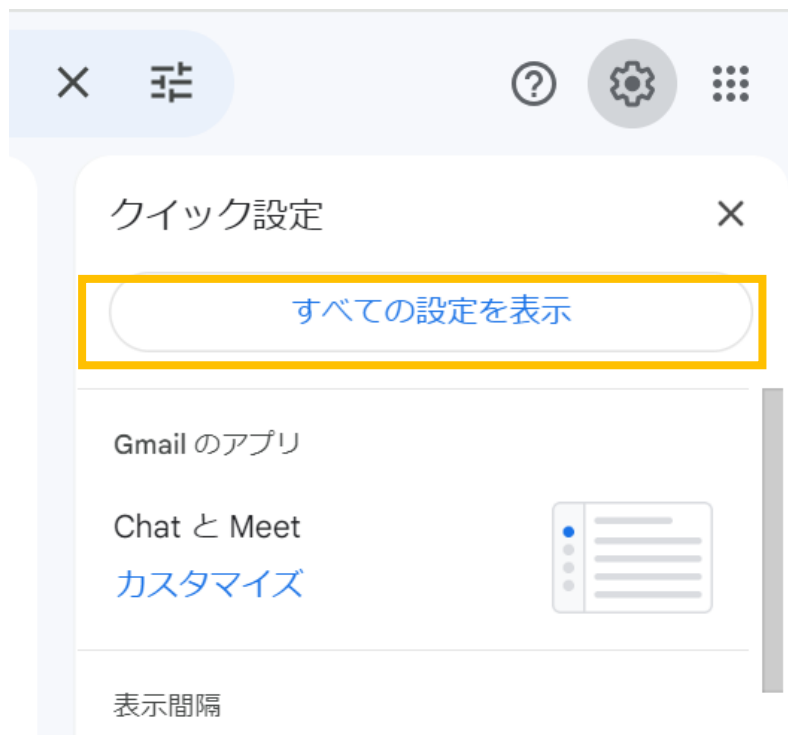 クイック設定
すべての設定を表示
Gmail のアプリ
Chat と Meet
カスタマイズ
表示間隔